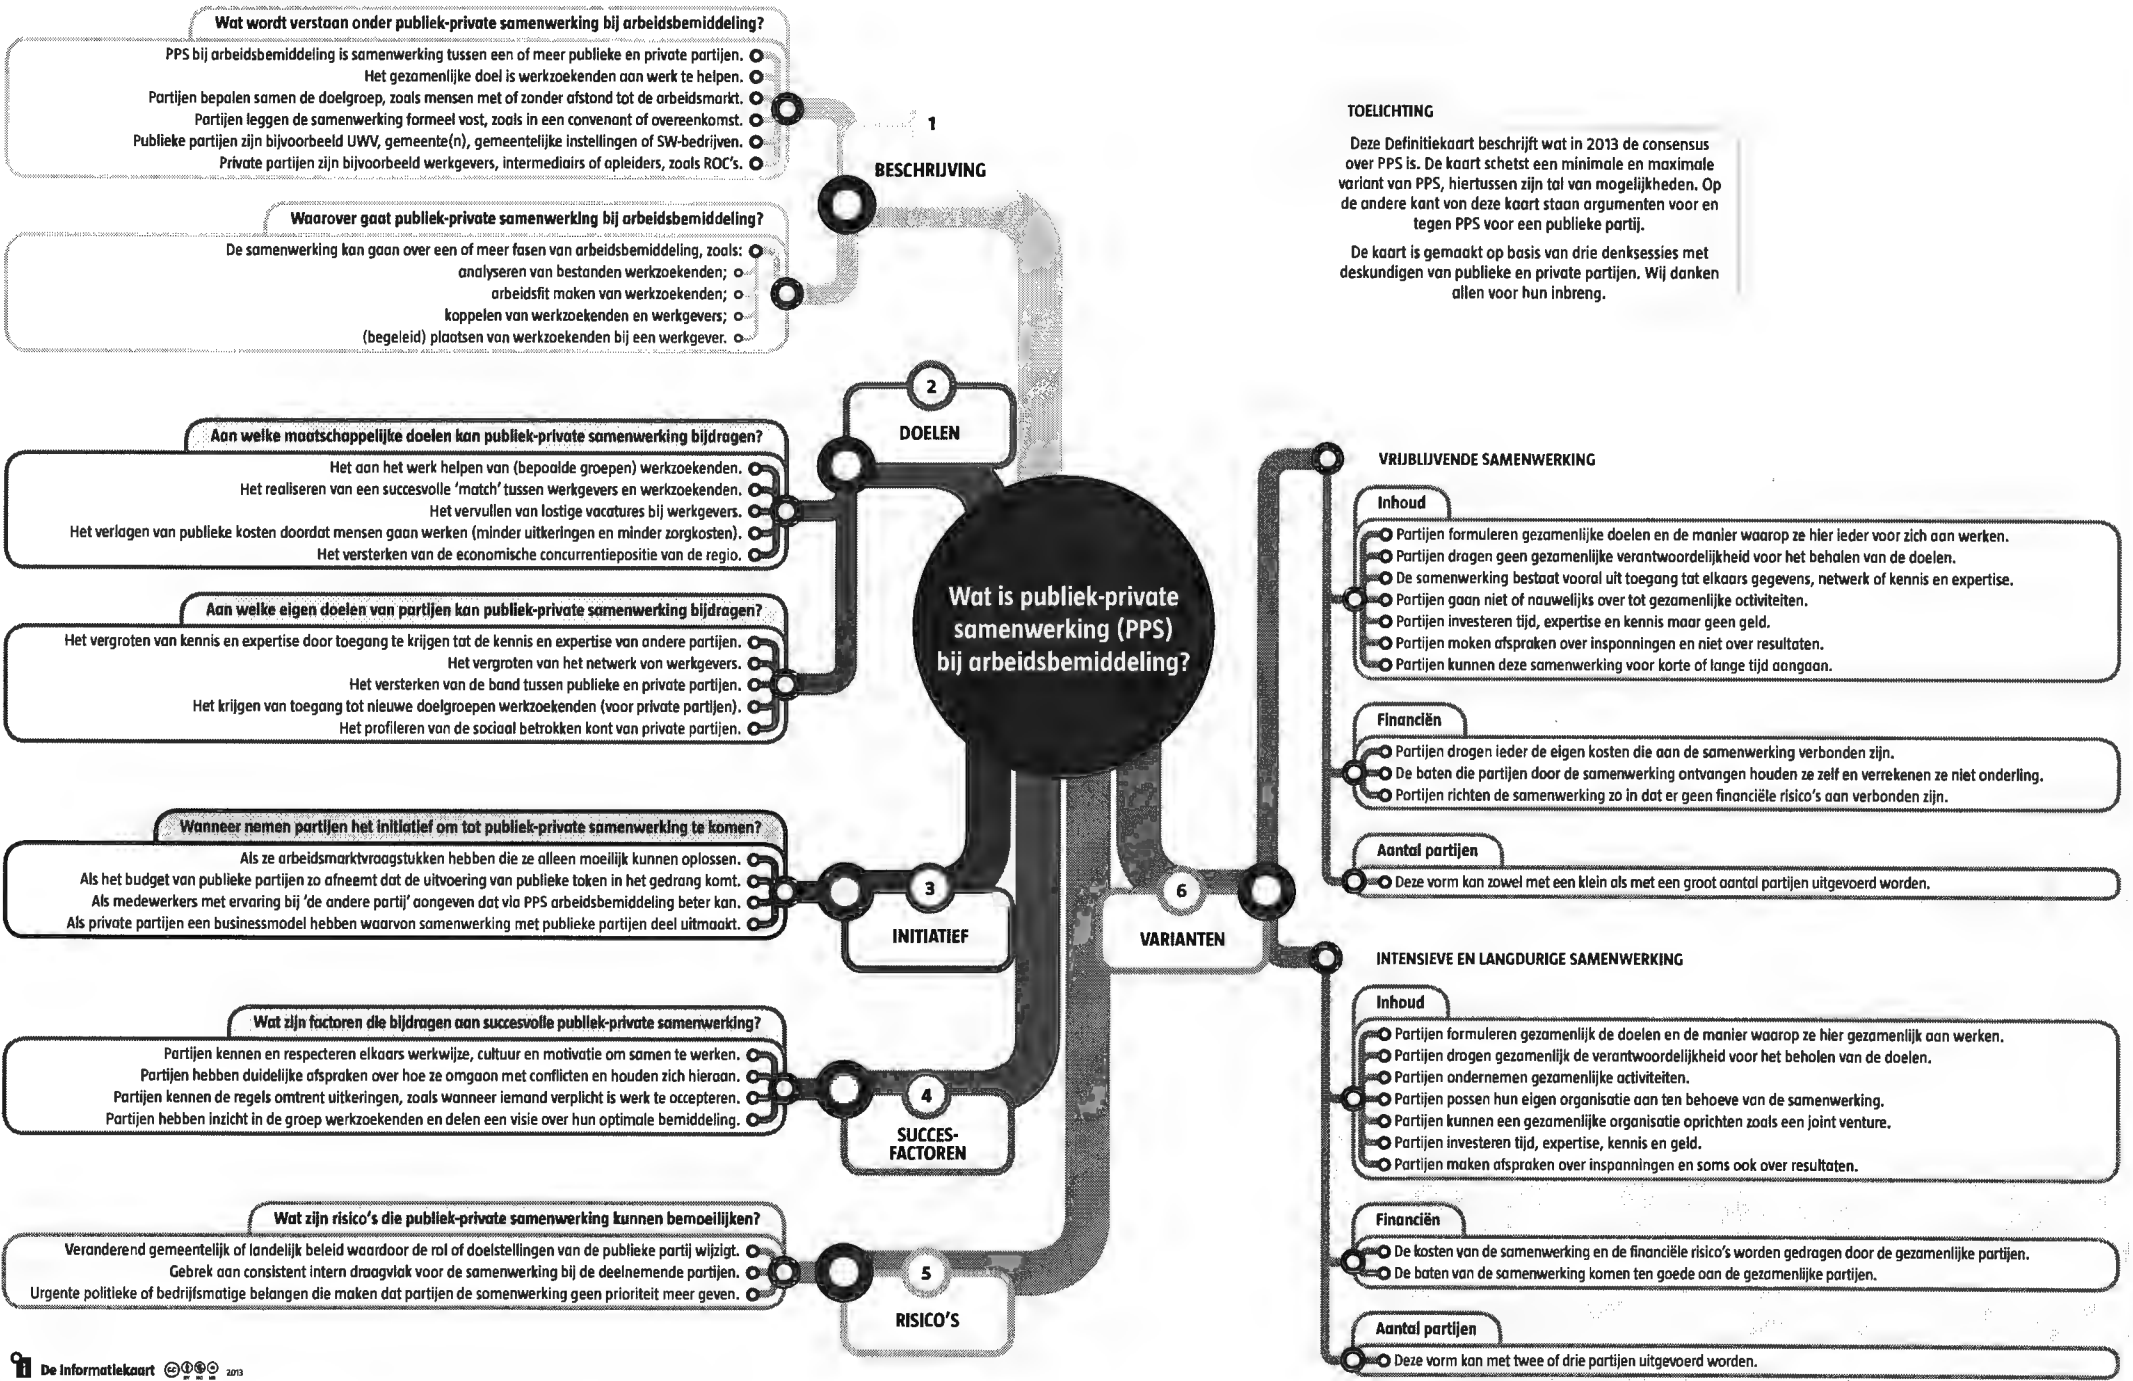 Wat wordt verstaan onder publiek-private samenwerking bij arbeidsbemiddeling?
PPS bij arbeidsbemiddeling is samenwerking tussen een of meer publieke en private partijen.
Het gezamenlijke doel is werkzoekenden aan werk te helpen.
Partijen bepalen samen de doelgroep, zoals mensen met of zonder afstand tot de arbeidsmarkt.
Partijen leggen de samenwerking formeel vast, zoals in een convenant of overeenkomst.
Publieke partijen zijn bijvoorbeeld UWV, gemeente(n), gemeentelijke instellingen of SW-bedrijven.
Private partijen zijn bijvoorbeeld werkgevers, intermediairs of opleiders, zoals ROC's.
1
BESCHRIJVING
Waarover gaat publiek-private samenwerking bij arbeidsbemiddeling?
De samenwerking kan gaan over een of meer fasen van arbeidsbemiddeling, zoals:
analyseren van bestanden werkzoekenden;
arbeidsfit maken van werkzoekenden;
koppelen van werkzoekenden en werkgevers;
(begeleid) plaatsen van werkzoekenden bij een werkgever.
TOELICHTING
Deze Definitiekaart beschrijft wat in 2013 de consensus
over PPS is. De kaart schetst een minimale en maximale
variant van PPS, hiertussen zijn tal van mogelijkheden. Op
de andere kant van deze kaart staan argumenten voor en
tegen PPS voor een publieke partij.
De kaart is gemaakt op basis van drie denksessies met
deskundigen van publieke en private partijen. Wij danken
allen voor hun inbreng.
2
DOELEN
Aan welke maatschappelijke doelen kan publiek-private samenwerking bijdragen?
Het aan het werk helpen van (bepaalde groepen) werkzoekenden.
Het realiseren van een succesvolle 'match' tussen werkgevers en werkzoekenden.
Het vervullen van lastige vacatures bij werkgevers.
Het verlagen van publieke kosten doordat mensen gaan werken (minder uitkeringen en minder zorgkosten).
Het versterken van de economische concurrentiepositie van de regio.
Aan welke eigen doelen van partijen kan publiek-private samenwerking bijdragen?
Het vergroten van kennis en expertise door toegang te krijgen tot de kennis en expertise van andere partijen.
Het vergroten van het netwerk van werkgevers.
Het versterken van de band tussen publieke en private partijen.
Het krijgen van toegang tot nieuwe doelgroepen werkzoekenden (voor private partijen).
Het profileren van de sociaal betrokken kant van private partijen.
Wat is publiek-private
samenwerking (PPS)
bij arbeidsbemiddeling?
Wanneer nemen partijen het initiatief om tot publiek-private samenwerking te komen?
Als ze arbeidsmarktvraagstukken hebben die ze alleen moeilijk kunnen oplossen.
Als het budget van publieke partijen zo afneemt dat de uitvoering van publieke taken in het gedrang komt.
Als medewerkers met ervaring bij 'de andere partij' aangeven dat via PPS arbeidsbemiddeling beter kan.
Als private partijen een businessmodel hebben waarvan samenwerking met publieke partijen deel uitmaakt.
3
INITIATIEF
Wat zijn factoren die bijdragen aan succesvolle publiek-private samenwerking?
Partijen kennen en respecteren elkaars werkwijze, cultuur en motivatie om samen te werken.
Partijen hebben duidelijke afspraken over hoe ze omgaan met conflicten en houden zich hieraan.
Partijen kennen de regels omtrent uitkeringen, zoals wanneer iemand verplicht is werk te accepteren.
Partijen hebben inzicht in de groep werkzoekenden en delen een visie over hun optimale bemiddeling.
4
SUCCES-
FACTOREN
Wat zijn risico's die publiek-private samenwerking kunnen bemoeilijken?
Veranderend gemeentelijk of landelijk beleid waardoor de rol of doelstellingen van de publieke partij wijzigt.
Gebrek aan consistent intern draagvlak voor de samenwerking bij de deelnemende partijen.
Urgente politieke of bedrijfsmatige belangen die maken dat partijen de samenwerking geen prioriteit meer geven.
5
RISICO'S
6
VARIANTEN
VRIJBLIJVENDE SAMENWERKING
Inhoud
Partijen formuleren gezamenlijke doelen en de manier waarop ze hier ieder voor zich aan werken.
Partijen dragen geen gezamenlijke verantwoordelijkheid voor het behalen van de doelen.
De samenwerking bestaat vooral uit toegang tot elkaars gegevens, netwerk of kennis en expertise.
Partijen gaan niet of nauwelijks over tot gezamenlijke activiteiten.
Partijen investeren tijd, expertise en kennis maar geen geld.
Partijen maken afspraken over inspanningen en niet over resultaten.
Partijen kunnen deze samenwerking voor korte of lange tijd aangaan.
Financiën
Partijen dragen ieder de eigen kosten die aan de samenwerking verbonden zijn.
De baten die partijen door de samenwerking ontvangen houden ze zelf en verrekenen ze niet onderling.
Partijen richten de samenwerking zo in dat er geen financiële risico's aan verbonden zijn.
Aantal partijen
Deze vorm kan zowel met een klein als met een groot aantal partijen uitgevoerd worden.
INTENSIEVE EN LANGDURIGE SAMENWERKING
Inhoud
Partijen formuleren gezamenlijk de doelen en de manier waarop ze hier gezamenlijk aan werken.
Partijen dragen gezamenlijk de verantwoordelijkheid voor het behalen van de doelen.
Partijen ondernemen gezamenlijke activiteiten.
Partijen passen hun eigen organisatie aan ten behoeve van de samenwerking.
Partijen kunnen een gezamenlijke organisatie oprichten zoals een joint venture.
Partijen investeren tijd, expertise, kennis en geld.
Partijen maken afspraken over inspanningen en soms ook over resultaten.
Financiën
De kosten van de samenwerking en de financiële risico's worden gedragen door de gezamenlijke partijen.
De baten van de samenwerking komen ten goede aan de gezamenlijke partijen.
Aantal partijen
Deze vorm kan met twee of drie partijen uitgevoerd worden.
De Informatiekaart 2013